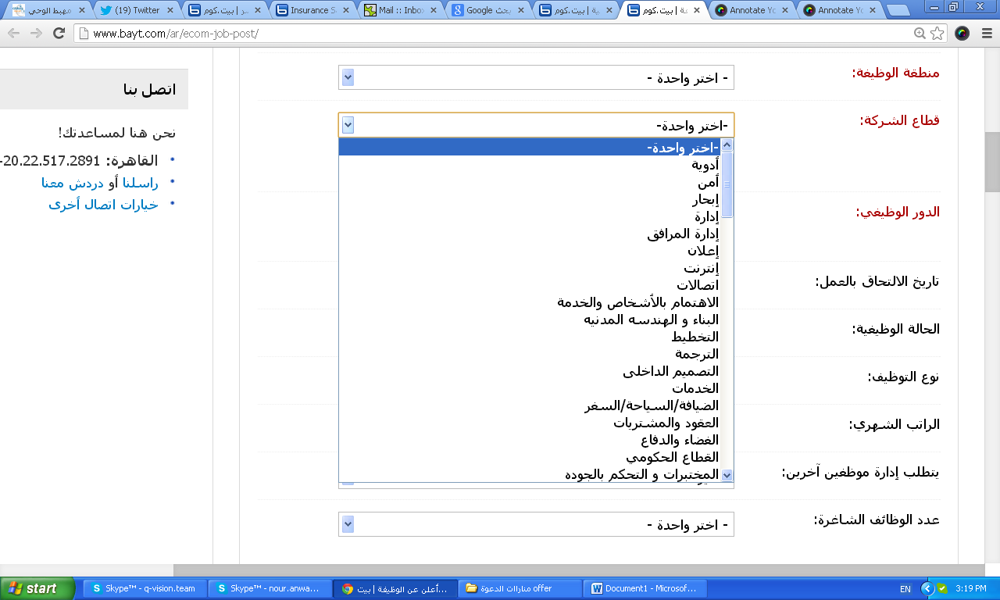 مهبط الوحي
(19) Twitter
Insurance S
Mail :: Inbo
Google بحث
ية | بيت.كوم
ة | بيت.كوم
Annotate Yo
Annotate Ye
www.bayt.com/ar/ecom-job-post/
منطقة الوظيفة:
- اختر واحدة -
قطاع الشركة:
-اختر واحدة-
-اختر واحدة-
أدوية
أمن
إبحار
إدارة
إدارة المرافق
إعلان
إنترنت
اتصالات
الاهتمام بالأشخاص والخدمة
البناء و الهندسه المدنيه
التخطيط
الترجمة
التصميم الداخلى
الخدمات
الضيافة/السياحة/السفر
العقود والمشتريات
الفضاء والدفاع
القطاع الحكومي
المختبرات و التحكم بالجوده
الدور الوظيفي:
تاريخ الالتحاق بالعمل:
الحالة الوظيفية:
نوع التوظيف:
الراتب الشهري:
يتطلب إدارة موظفين آخرين:
عدد الوظائف الشاغرة:
- اختر واحدة -
اتصل بنا
نحن هنا لمساعدتك!
القاهرة: 20.22.517.2891-
راسلنا أو دردش معنا
خيارات اتصال أخرى
start
Skype™ - q-vision.team
Skype™ - nour.anwa...
أعلن عن الوظيفة | بيت...
منارات الدعوة offer
Document1 - Microsof...
EN
3:19 PM